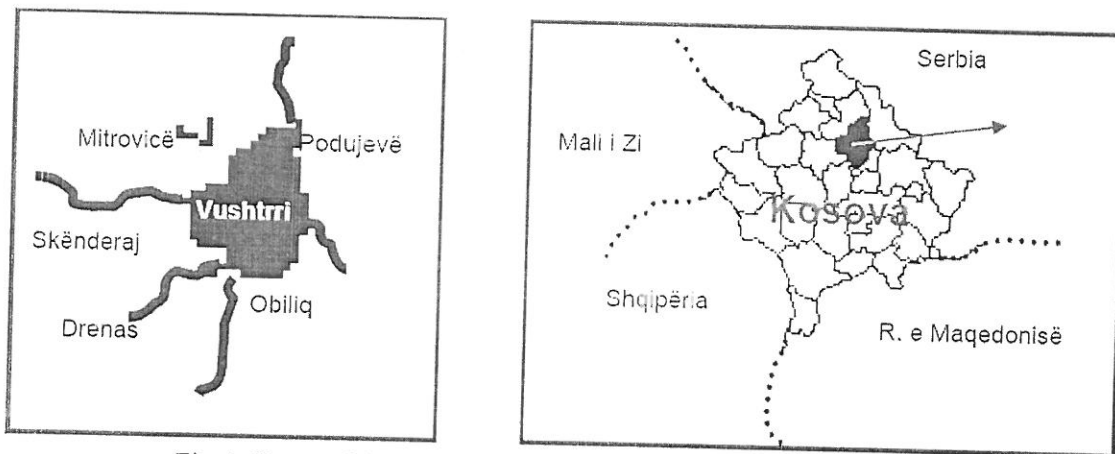 Mitrovicë
Podujevë
Vushtrri
Skënderaj
Obiliq
Drenas
Serbia
Mali i Zi
Kosova
Shqipëria
R. e Maqedonisë